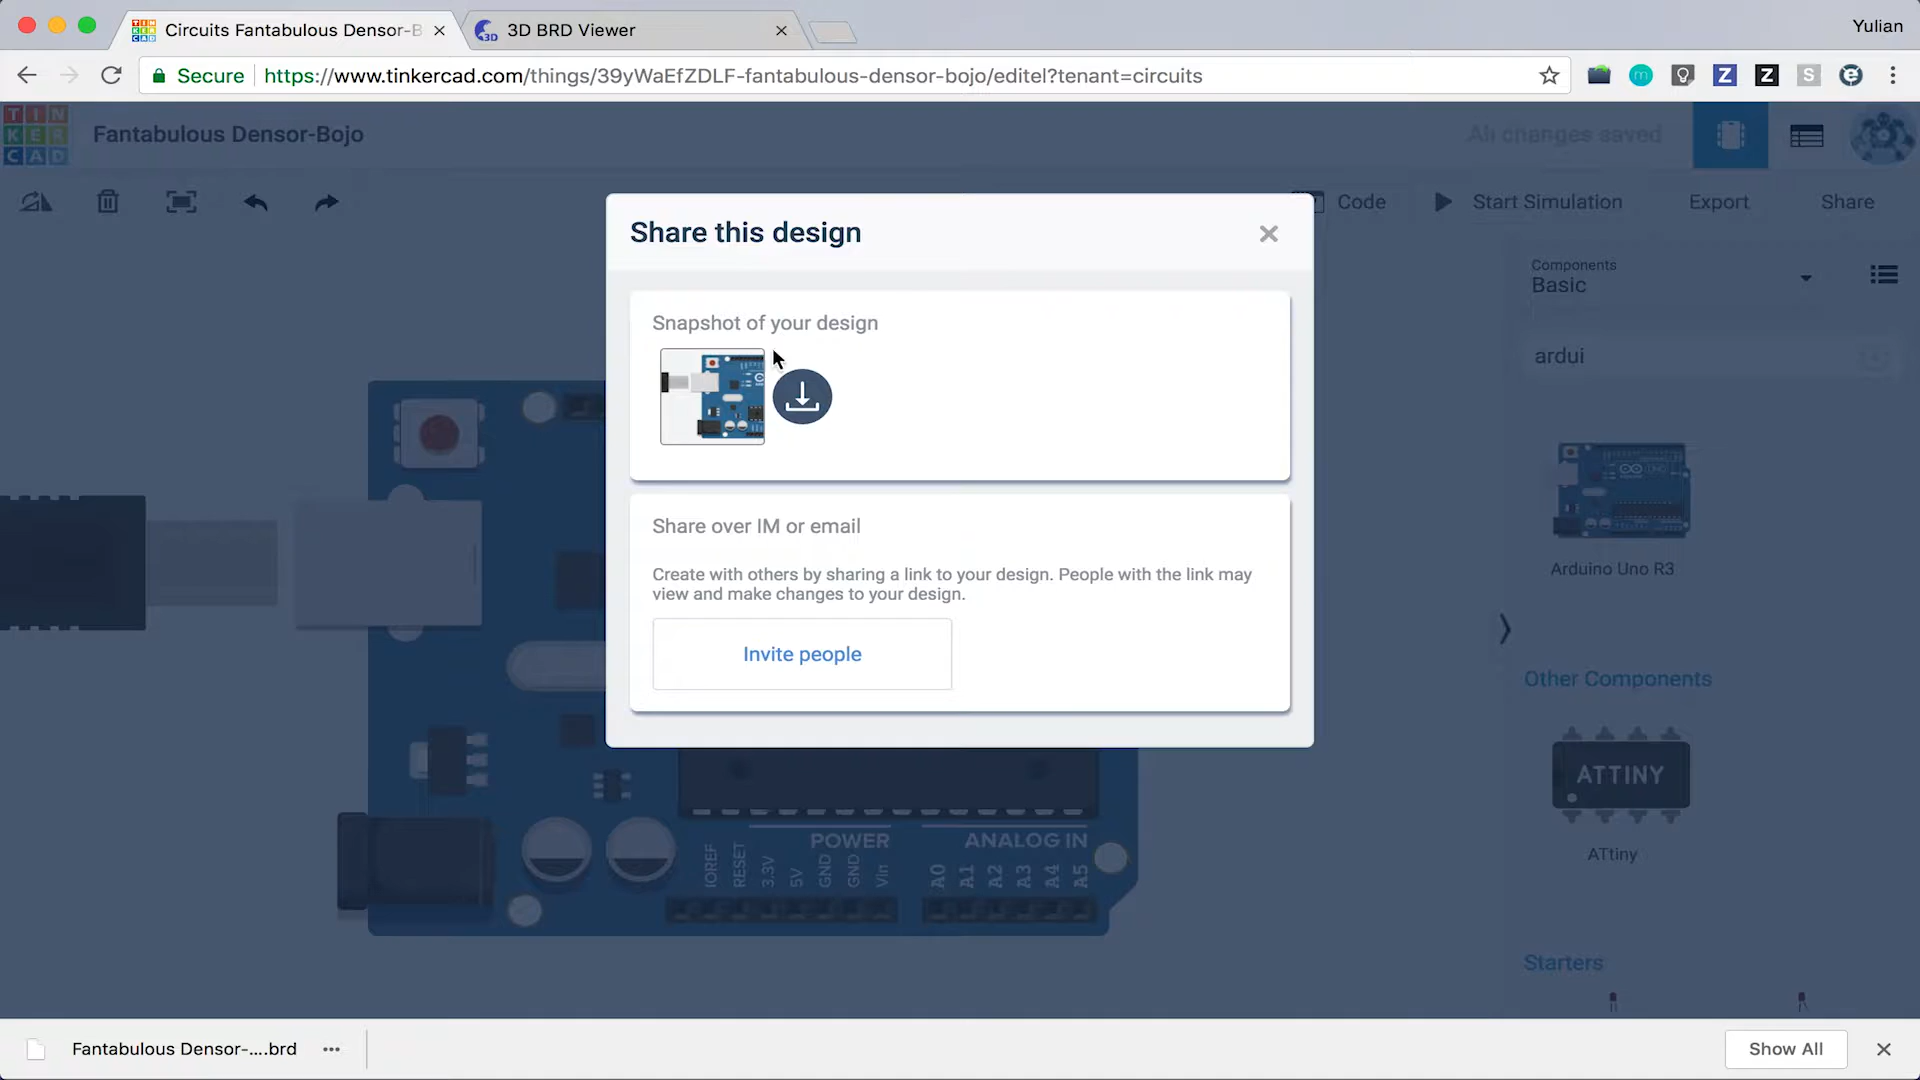 Circuits Fantabulous Densor-B
3D BRD Viewer
Yulian
Secure
https://www.tinkercad.com/things/39yWaEfZDLF-fantabulous-densor-bojo/editel?tenant=circuits
TIN
KER
CAD
Fantabulous Densor-Bojo
All changes saved
Code
Start Simulation
Export
Share
Share this design
Snapshot of your design
Share over IM or email
Create with others by sharing a link to your design. People with the link may
view and make changes to your design.
Invite people
Components
Basic
ardui
Arduino Uno R3
Other Components
ATTINY
ATtiny
Starters
POWER
ANALOG IN
IOREF
RESET
3.3V
5V
GND
GND
Vin
A0
A1
A2
A3
A4
A5
Fantabulous Densor-....brd
Show All